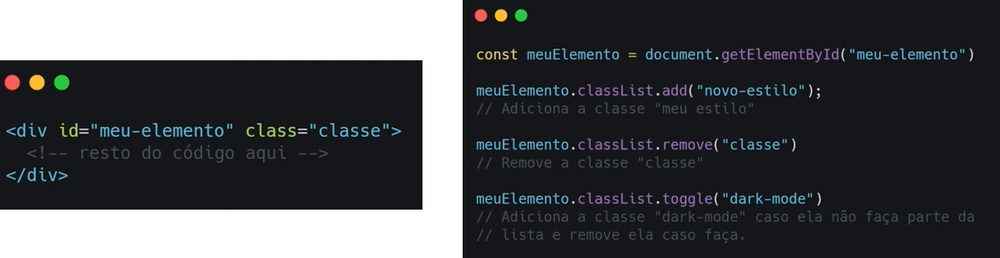 <div id="meu-elemento" class="classe">
<!-- resto do código aqui -->
</div>
const meuElemento = document.getElementById("meu-elemento")
meuElemento.classList.add("novo-estilo");
// Adiciona a classe "meu estilo"
meuElemento.classList.remove("classe")
// Remove a classe "classe"
meuElemento.classList.toggle("dark-mode")
// Adiciona a classe "dark-mode" caso ela não faça parte da
// lista e remove ela caso faça.